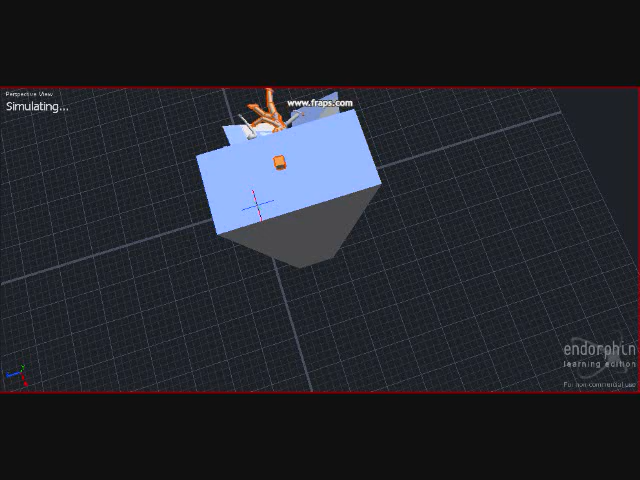 Perspective View
Simulating...
www.fraps.com
endorphin
learning edition
For non-commercial use